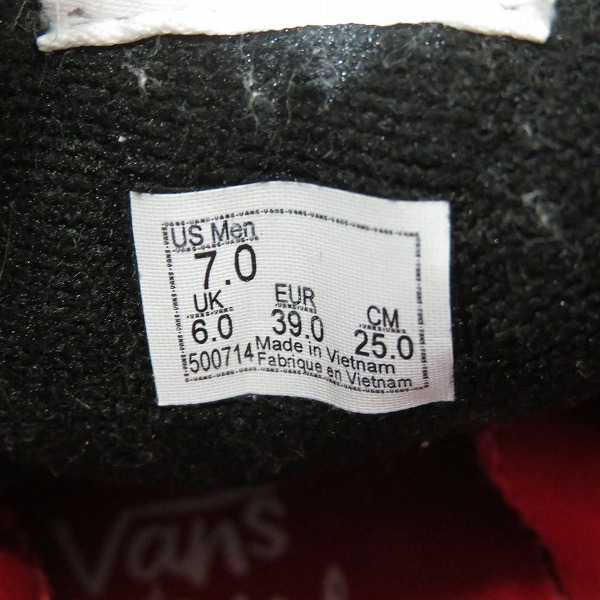 US Men
7.0
UK EUR CM
6.0 39.0 25.0
500714 Made in Vietnam
Fabrique en Vietnam
Vans